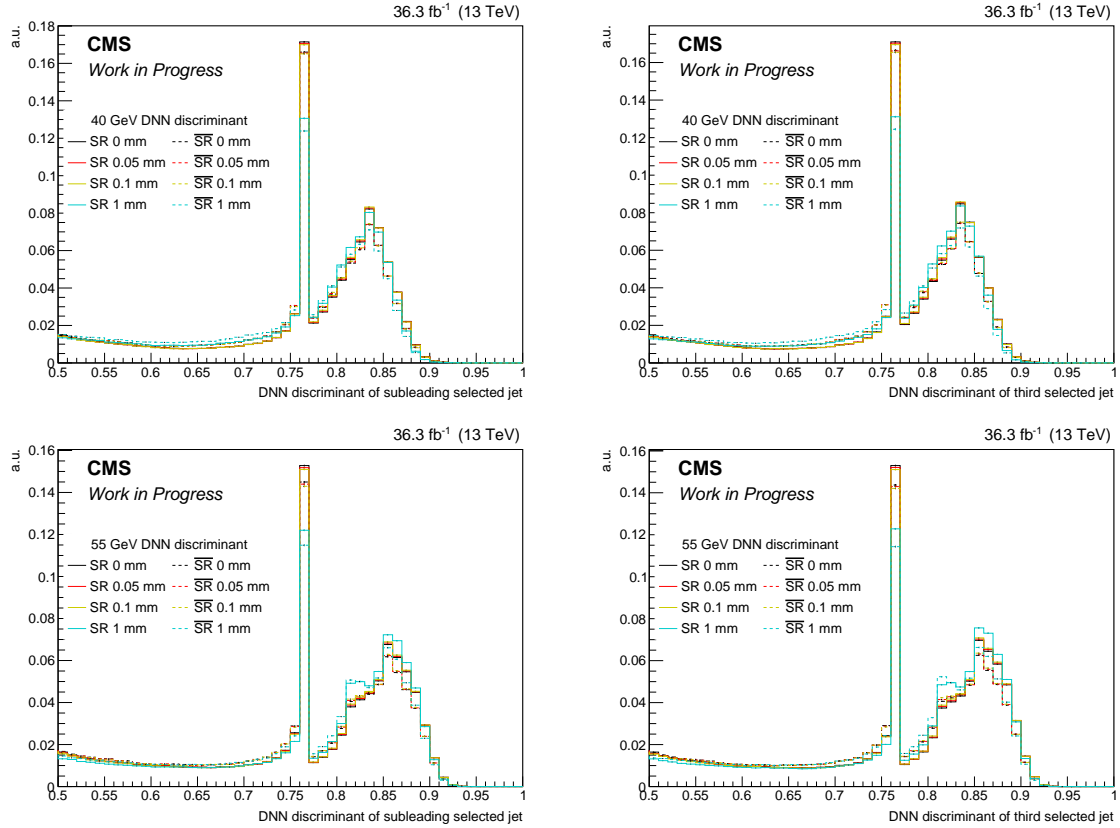 36.3 fb⁻¹ (13 TeV)
a.u.
0.18
CMS
0.16
Work in Progress
0.14
40 GeV DNN discriminant
0.12
SR 0 mm S̅R̅ 0 mm
SR 0.05 mm S̅R̅ 0.05 mm
0.1
SR 0.1 mm S̅R̅ 0.1 mm
SR 1 mm S̅R̅ 1 mm
0.08
0.06
0.04
0.02
0
0.5 0.55 0.6 0.65 0.7 0.75 0.8 0.85 0.9 0.95 1
DNN discriminant of subleading selected jet
36.3 fb⁻¹ (13 TeV)
a.u.
0.18
CMS
0.16
Work in Progress
0.14
40 GeV DNN discriminant
0.12
SR 0 mm S̅R̅ 0 mm
SR 0.05 mm S̅R̅ 0.05 mm
0.1
SR 0.1 mm S̅R̅ 0.1 mm
SR 1 mm S̅R̅ 1 mm
0.08
0.06
0.04
0.02
0
0.5 0.55 0.6 0.65 0.7 0.75 0.8 0.85 0.9 0.95 1
DNN discriminant of third selected jet
36.3 fb⁻¹ (13 TeV)
a.u.
0.16
CMS
Work in Progress
0.14
0.12
55 GeV DNN discriminant
SR 0 mm S̅R̅ 0 mm
0.1
SR 0.05 mm S̅R̅ 0.05 mm
SR 0.1 mm S̅R̅ 0.1 mm
0.08
SR 1 mm S̅R̅ 1 mm
0.06
0.04
0.02
0
0.5 0.55 0.6 0.65 0.7 0.75 0.8 0.85 0.9 0.95 1
DNN discriminant of subleading selected jet
36.3 fb⁻¹ (13 TeV)
a.u.
0.16
CMS
Work in Progress
0.14
0.12
55 GeV DNN discriminant
SR 0 mm S̅R̅ 0 mm
0.1
SR 0.05 mm S̅R̅ 0.05 mm
SR 0.1 mm S̅R̅ 0.1 mm
0.08
SR 1 mm S̅R̅ 1 mm
0.06
0.04
0.02
0
0.5 0.55 0.6 0.65 0.7 0.75 0.8 0.85 0.9 0.95 1
DNN discriminant of third selected jet